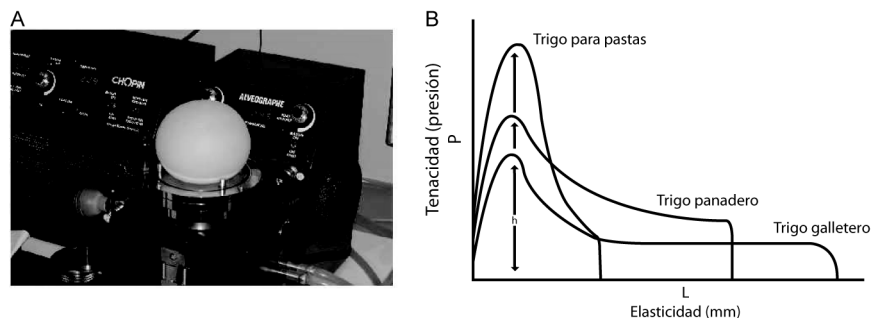 A
CHOPIN
ALVEOGRAPHE
B
Tenacidad (presión)
P
Trigo para pastas
Trigo panadero
Trigo galletero
h
L
Elasticidad (mm)